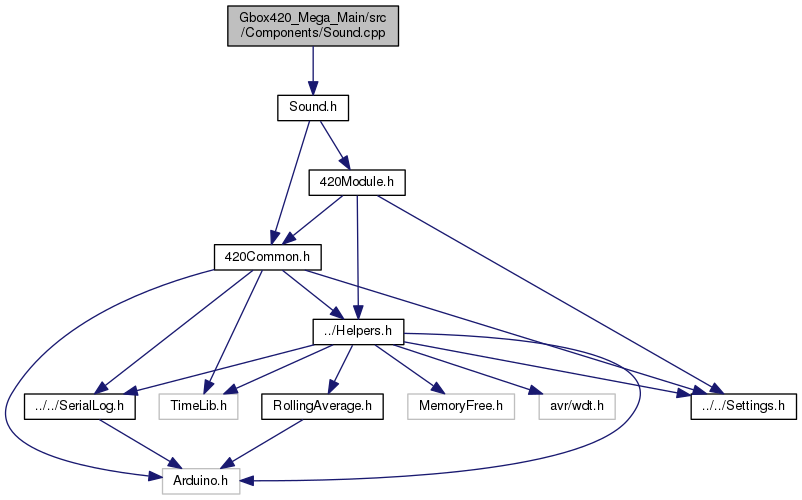 Gbox420_Mega_Main/src
/Components/Sound.cpp
Sound.h
420Module.h
420Common.h
../Helpers.h
../../SerialLog.h
TimeLib.h
RollingAverage.h
MemoryFree.h
avr/wdt.h
../../Settings.h
Arduino.h